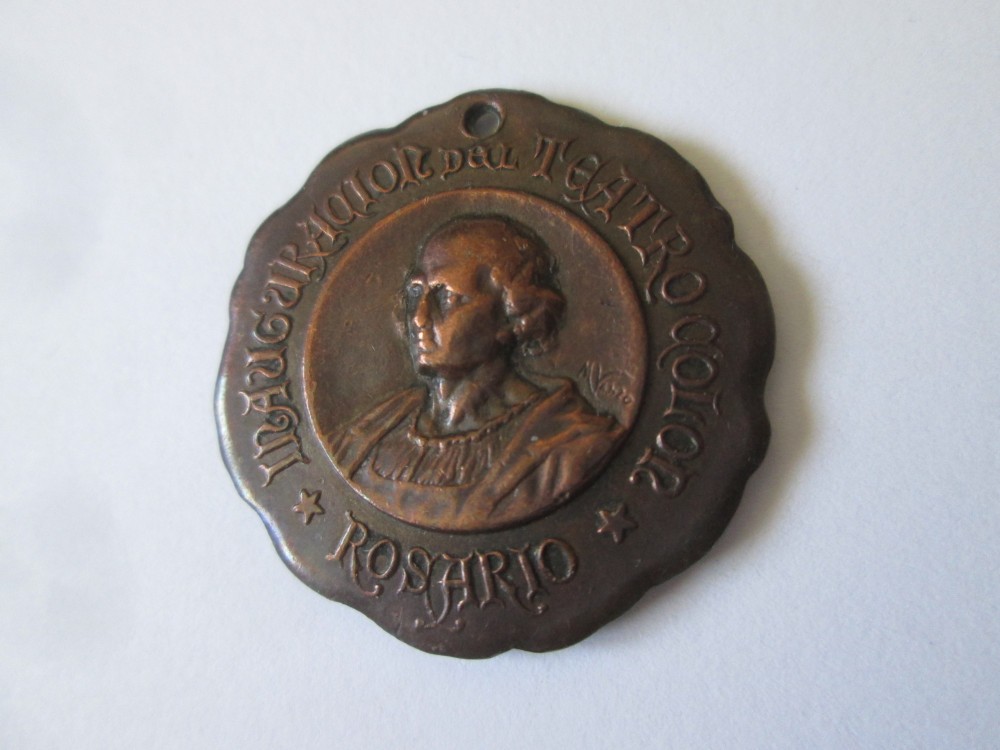 INAUGURACION DEL TEATRO COLON
★ ROSARIO ★